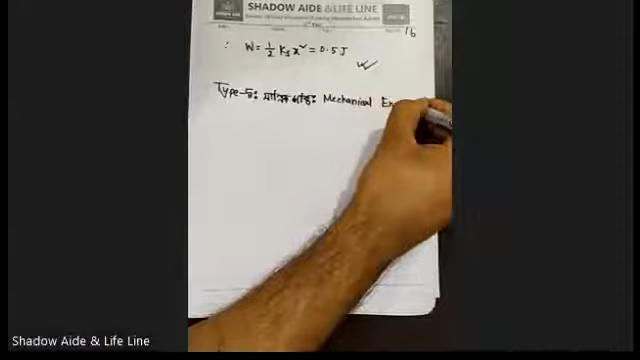 SHADOW AIDE & LIFE LINE
16
∴ W = 1/2 K₁ x² = 0.5 J
Type-5: যান্ত্রিক শক্তি: Mechanical En
Shadow Aide & Life Line